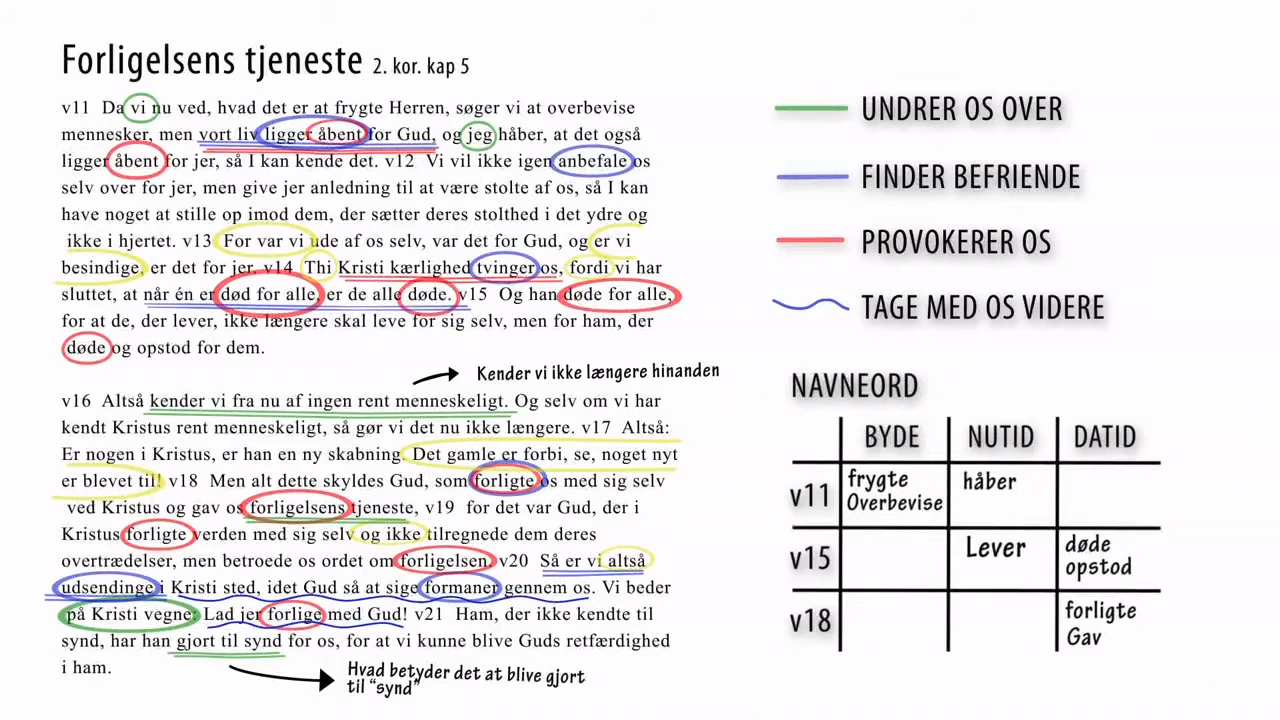 Forligelsens tjeneste 2. kor. kap 5
v11 Da vi nu ved, hvad det er at frygte Herren, søger vi at overbevise
mennesker, men vort liv ligger åbent for Gud, og jeg håber, at det også
ligger åbent for jer, så I kan kende det. v12 Vi vil ikke igen anbefale os
selv over for jer, men give jer anledning til at være stolte af os, så I kan
have noget at stille op imod dem, der sætter deres stolthed i det ydre og
ikke i hjertet. v13 For var vi ude af os selv, var det for Gud, og er vi
besindige, er det for jer. v14 Thi Kristi kærlighed tvinger os, fordi vi har
sluttet, at når én er død for alle, er de alle døde. v15 Og han døde for alle,
for at de, der lever, ikke længere skal leve for sig selv, men for ham, der
døde og opstod for dem.
Kender vi ikke længere hinanden
v16 Altså kender vi fra nu af ingen rent menneskeligt. Og selv om vi har
kendt Kristus rent menneskeligt, så gør vi det nu ikke længere. v17 Altså:
Er nogen i Kristus, er han en ny skabning. Det gamle er forbi, se, noget nyt
er blevet til! v18 Men alt dette skyldes Gud, som forligte os med sig selv
ved Kristus og gav os forligelsens tjeneste, v19 for det var Gud, der i
Kristus forligte verden med sig selv og ikke tilregnede dem deres
overtrædelser, men betroede os ordet om forligelsen. v20 Så er vi altså
udsendinge i Kristi sted, idet Gud så at sige formaner gennem os. Vi beder
på Kristi vegne: Lad jer forlige med Gud! v21 Ham, der ikke kendte til
synd, har han gjort til synd for os, for at vi kunne blive Guds retfærdighed
i ham.
Hvad betyder det at blive gjort
til "synd"
UNDRER OS OVER
FINDER BEFRIENDE
PROVOKERER OS
TAGE MED OS VIDERE
NAVNEORD
BYDE NUTID DATID
v11 frygte Overbevise håber
v15 Lever døde opstod
v18 forligte Gav